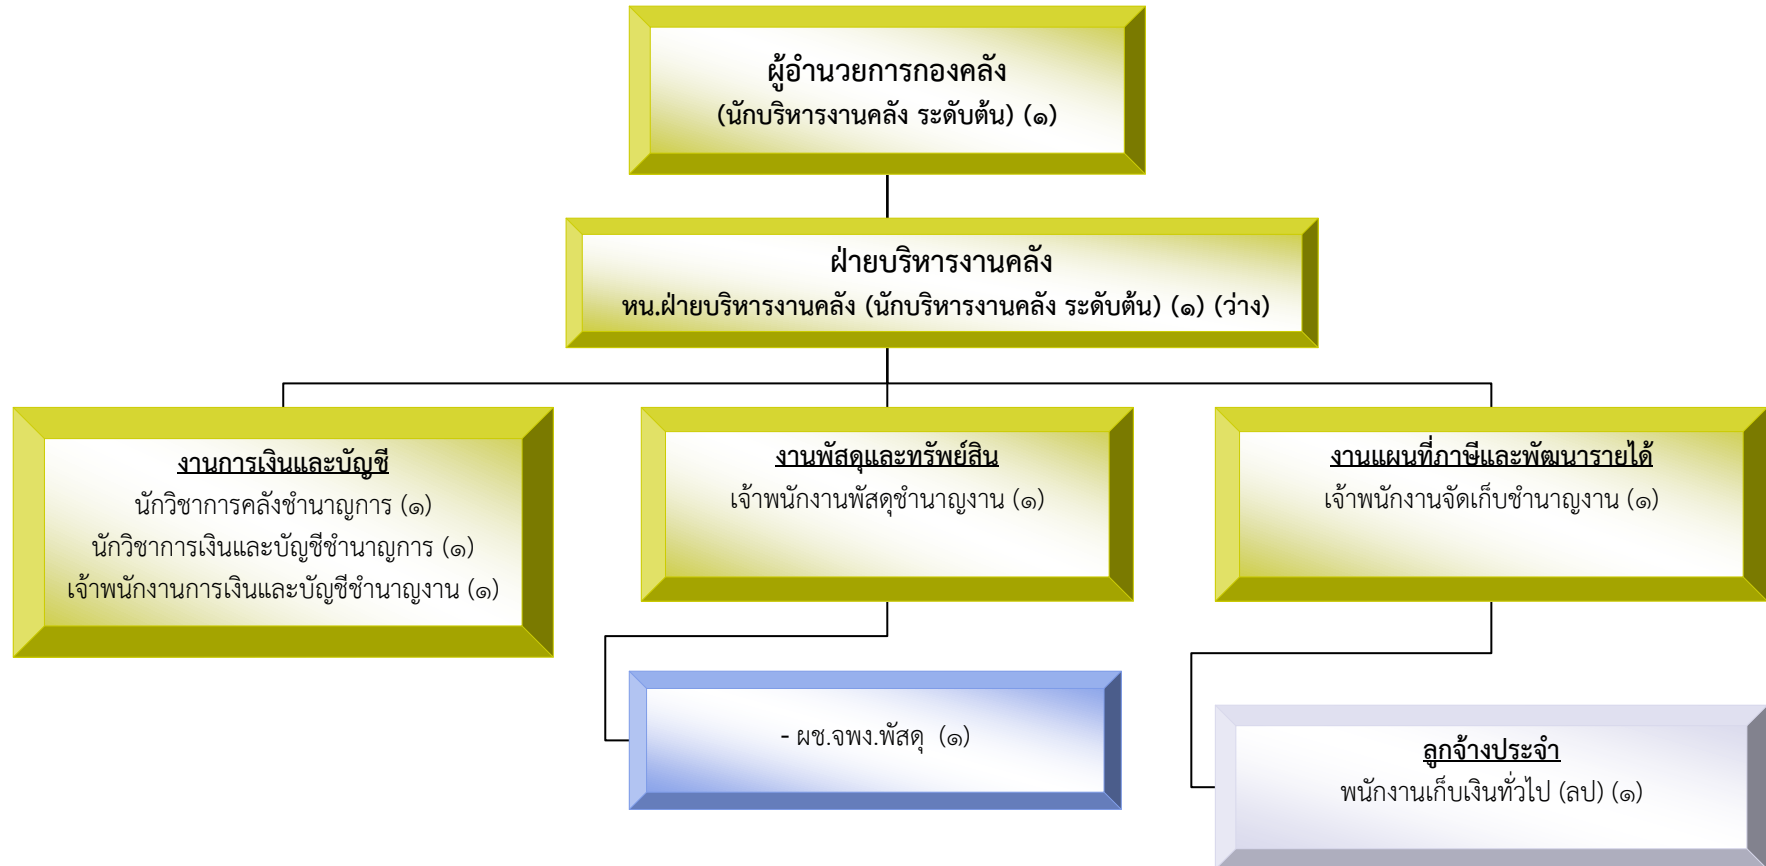 ผู้อำนวยการกองคลัง
(นักบริหารงานคลัง ระดับต้น) (๑)
ฝ่ายบริหารงานคลัง
หน.ฝ่ายบริหารงานคลัง (นักบริหารงานคลัง ระดับต้น) (๑) (ว่าง)
งานการเงินและบัญชี
นักวิชาการคลังชำนาญการ (๑)
นักวิชาการเงินและบัญชีชำนาญการ (๑)
เจ้าพนักงานการเงินและบัญชีชำนาญงาน (๑)
งานพัสดุและทรัพย์สิน
เจ้าพนักงานพัสดุชำนาญงาน (๑)
งานแผนที่ภาษีและพัฒนารายได้
เจ้าพนักงานจัดเก็บชำนาญงาน (๑)
- ผช.จพง.พัสดุ (๑)
ลูกจ้างประจำ
พนักงานเก็บเงินทั่วไป (ลป) (๑)